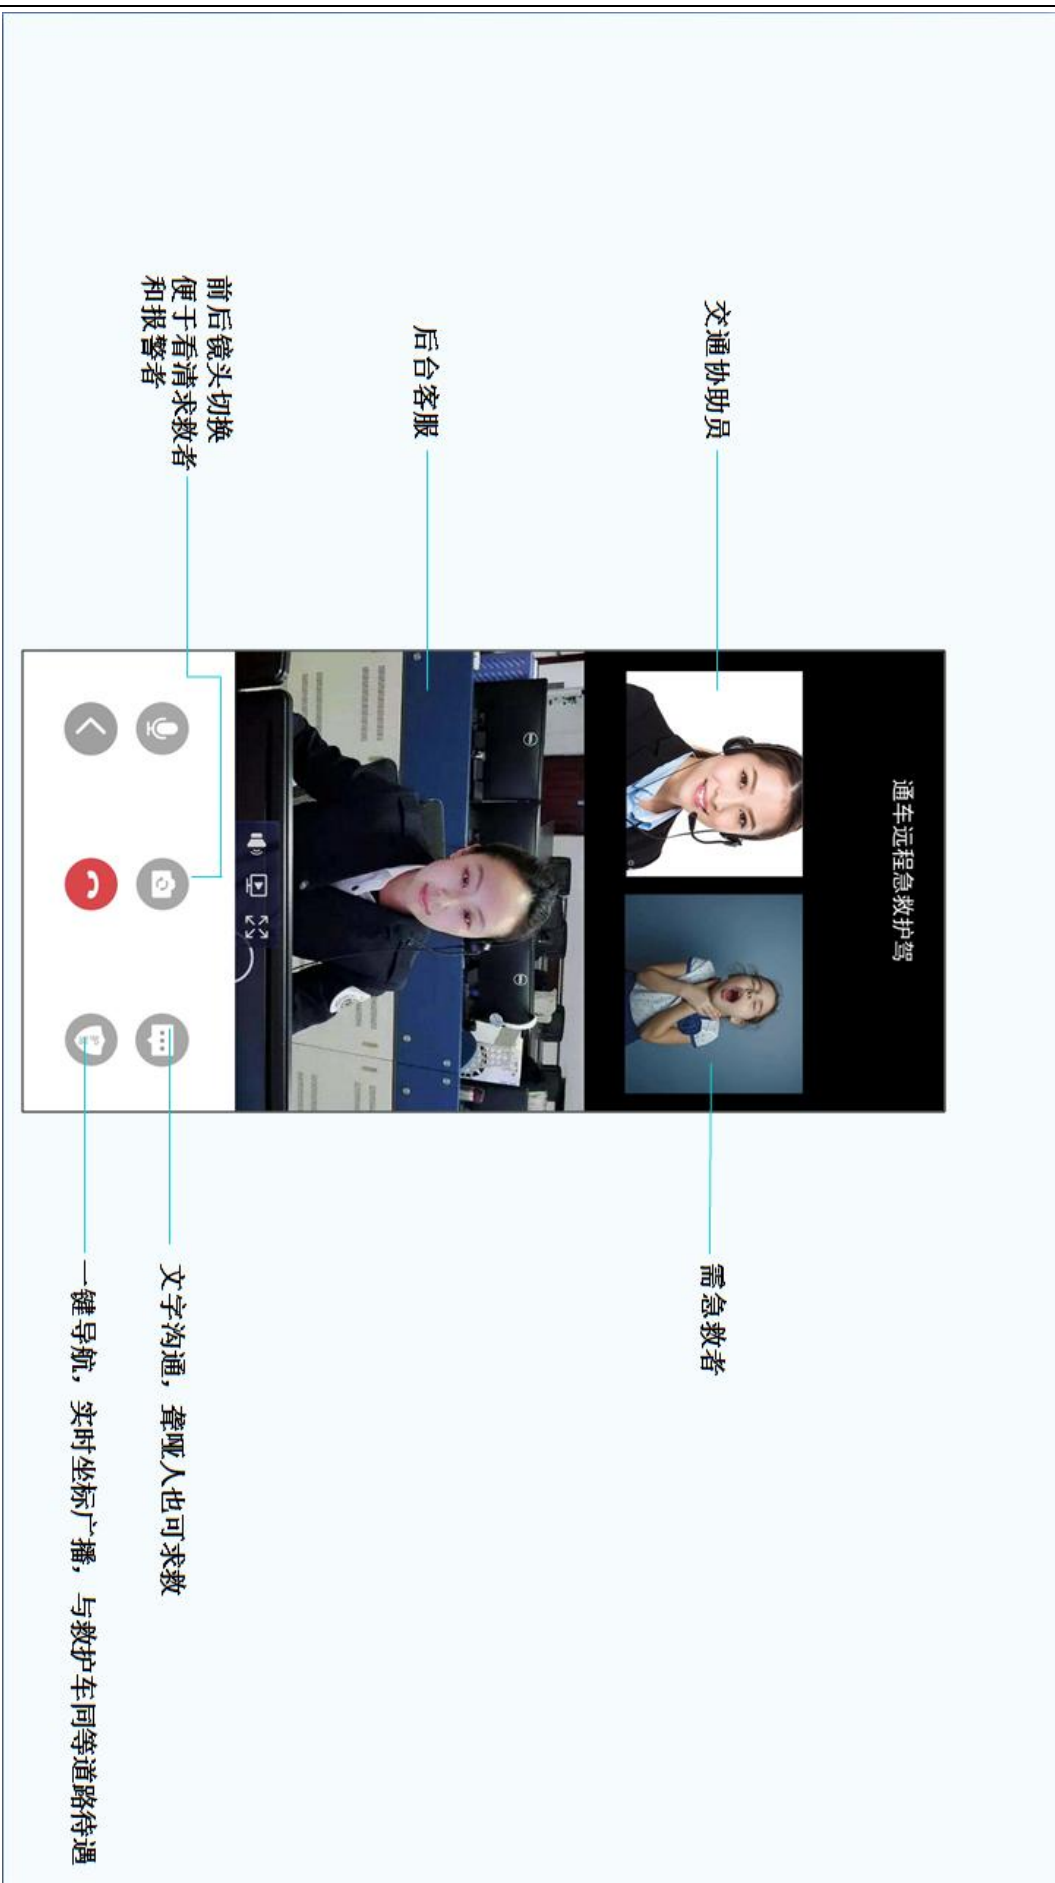 通车远程急救护驾
交通协助员
需急救者
后台客服
前后镜头切换
便于看清求救者
和报警者
文字沟通，聋哑人也可求救
一键导航，实时坐标广播，与救护车同等道路待遇